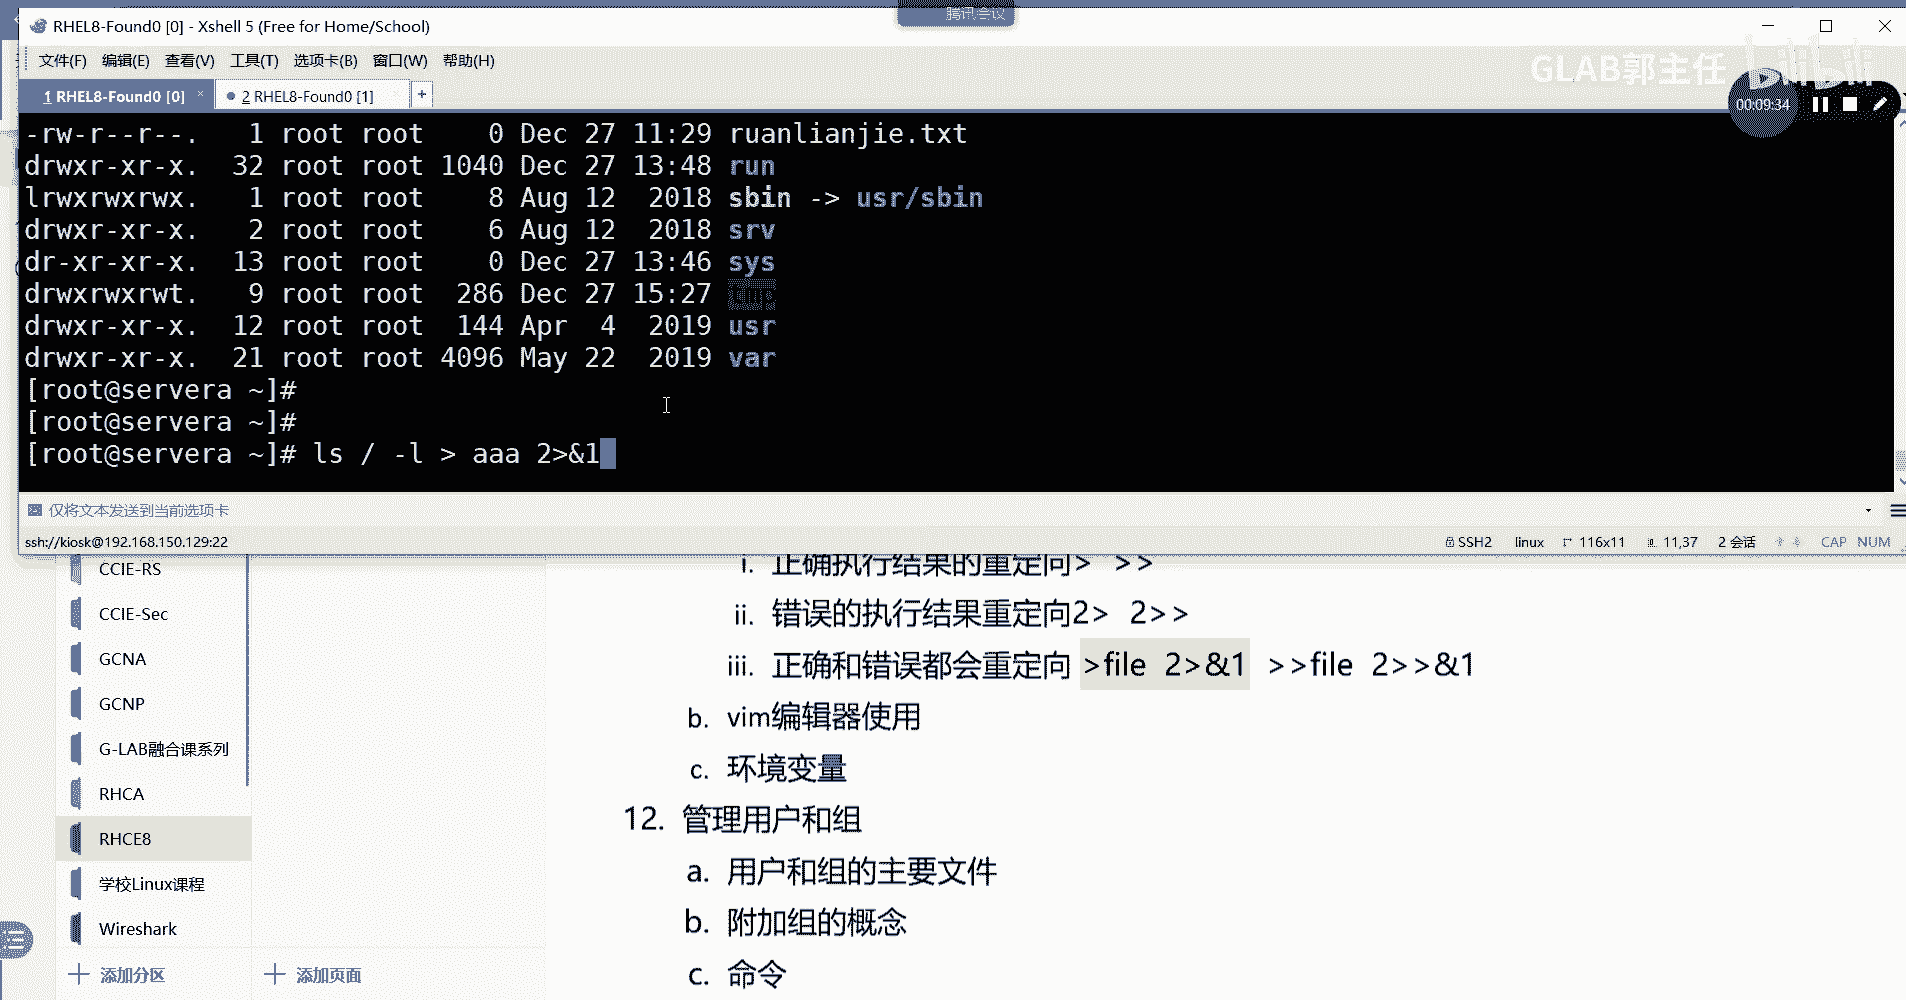 腾讯会议
RHEL8-Found0 [0] - Xshell 5 (Free for Home/School)
文件(F) 编辑(E) 查看(V) 工具(T) 选项卡(B) 窗口(W) 帮助(H)
GLAB郭主任 bilibili
1 RHEL8-Found0 [0] × 2 RHEL8-Found0 [1] +
00:09:34
-rw-r--r--. 1 root root 0 Dec 27 11:29 ruanlianjie.txt
drwxr-xr-x. 32 root root 1040 Dec 27 13:48 run
lrwxrwxrwx. 1 root root 8 Aug 12 2018 sbin -> usr/sbin
drwxr-xr-x. 2 root root 6 Aug 12 2018 srv
dr-xr-xr-x. 13 root root 0 Dec 27 13:46 sys
drwxrwxrwt. 9 root root 286 Dec 27 15:27 tmp
drwxr-xr-x. 12 root root 144 Apr 4 2019 usr
drwxr-xr-x. 21 root root 4096 May 22 2019 var
[root@servera ~]#
[root@servera ~]#
[root@servera ~]# ls / -l > aaa 2>&1
仅将文本发送到当前选项卡
ssh://kiosk@192.168.150.129:22 SSH2 linux 116x11 11,37 2 会话 CAP NUM
CCIE-RS
CCIE-Sec
GCNA
GCNP
G-LAB融合课系列
RHCA
RHCE8
学校Linux课程
Wireshark
添加分区
添加页面
i. 正确执行结果的重定向> >>
ii. 错误的执行结果重定向2> 2>>
iii. 正确和错误都会重定向 >file 2>&1 >>file 2>>&1
b. vim编辑器使用
c. 环境变量
12. 管理用户和组
a. 用户和组的主要文件
b. 附加组的概念
c. 命令